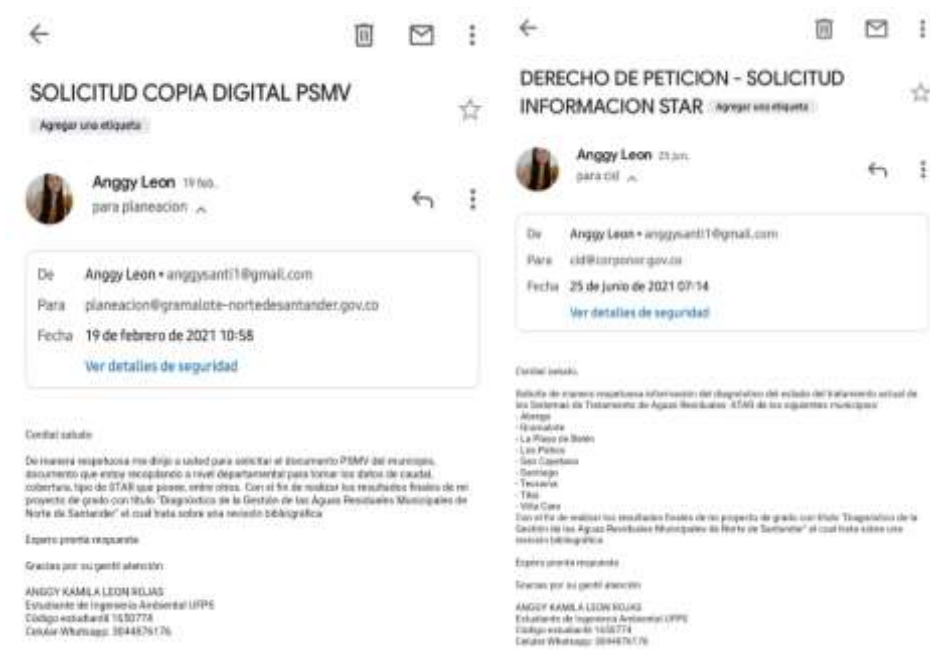 SOLICITUD COPIA DIGITAL PSMV
Agregar una etiqueta
Anggy Leon 19 feb.
para planeacion
De Anggy Leon • anggysanti1@gmail.com
Para planeacion@gramalote-nortedesantander.gov.co
Fecha 19 de febrero de 2021 10:58
Ver detalles de seguridad
Cordial saludo
De manera respetuosa me dirijo a usted para solicitar el documento PSMV del municipio,
documento que estoy recopilando a nivel departamental para tomar los datos de caudal,
cobertura, tipo de STAR que posee, entre otros. Con el fin de realizar los resultados finales de mi
proyecto de grado con título "Diagnóstico de la Gestión de las Aguas Residuales Municipales de
Norte de Santander" el cual trata sobre una revisión bibliográfica
Espero pronta respuesta
Gracias por su gentil atención
ANGGY KAMILA LEON ROJAS
Estudiante de Ingeniería Ambiental UFPS
Código estudiantil 1650774
Celular-Whatsapp: 3044876176
DERECHO DE PETICION - SOLICITUD
INFORMACION STAR Agregar una etiqueta
Anggy Leon 25 jun.
para cid
De Anggy Leon • anggysanti1@gmail.com
Para cid@corponor.gov.co
Fecha 25 de junio de 2021 07:14
Ver detalles de seguridad
Cordial saludo,
Solicito de manera respetuosa información del diagnóstico del estado del tratamiento actual de
los Sistemas de Tratamiento de Aguas Residuales -STAR de los siguientes municipios:
- Abrego
- Gramalote
- La Playa de Belén
- Los Patios
- San Cayetano
- Santiago
- Teorama
- Tibú
- Villa Caro
Con el fin de realizar los resultados finales de mi proyecto de grado con título "Diagnóstico de la
Gestión de las Aguas Residuales Municipales de Norte de Santander" el cual trata sobre una
revisión bibliográfica
Espero pronta respuesta
Gracias por su gentil atención
ANGGY KAMILA LEON ROJAS
Estudiante de Ingeniería Ambiental UFPS
Código estudiantil 1650774
Celular-Whatsapp: 3044876176